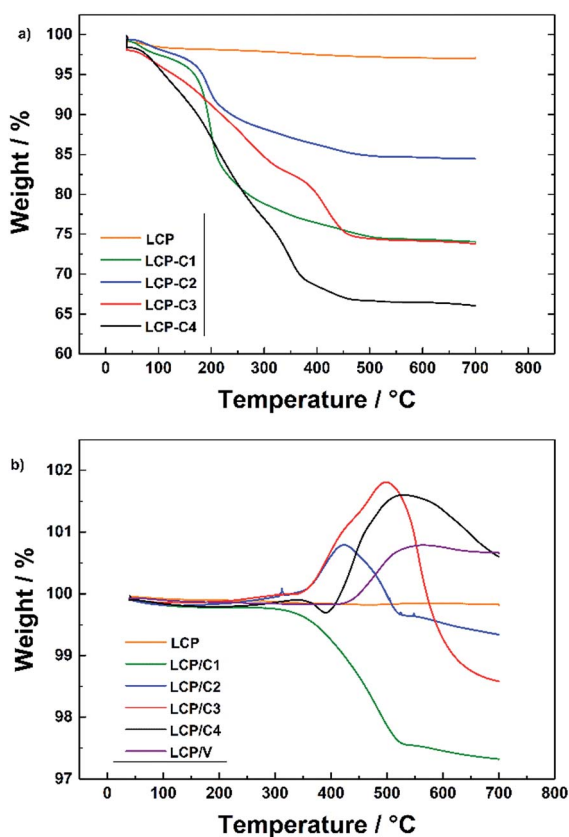 a)
100
95
90
85
80
75
70
65
60
Weight / %
LCP
LCP-C1
LCP-C2
LCP-C3
LCP-C4
0 100 200 300 400 500 600 700 800
Temperature / °C
b)
102
101
100
99
98
97
Weight / %
LCP
LCP/C1
LCP/C2
LCP/C3
LCP/C4
LCP/V
0 100 200 300 400 500 600 700 800
Temperature / °C